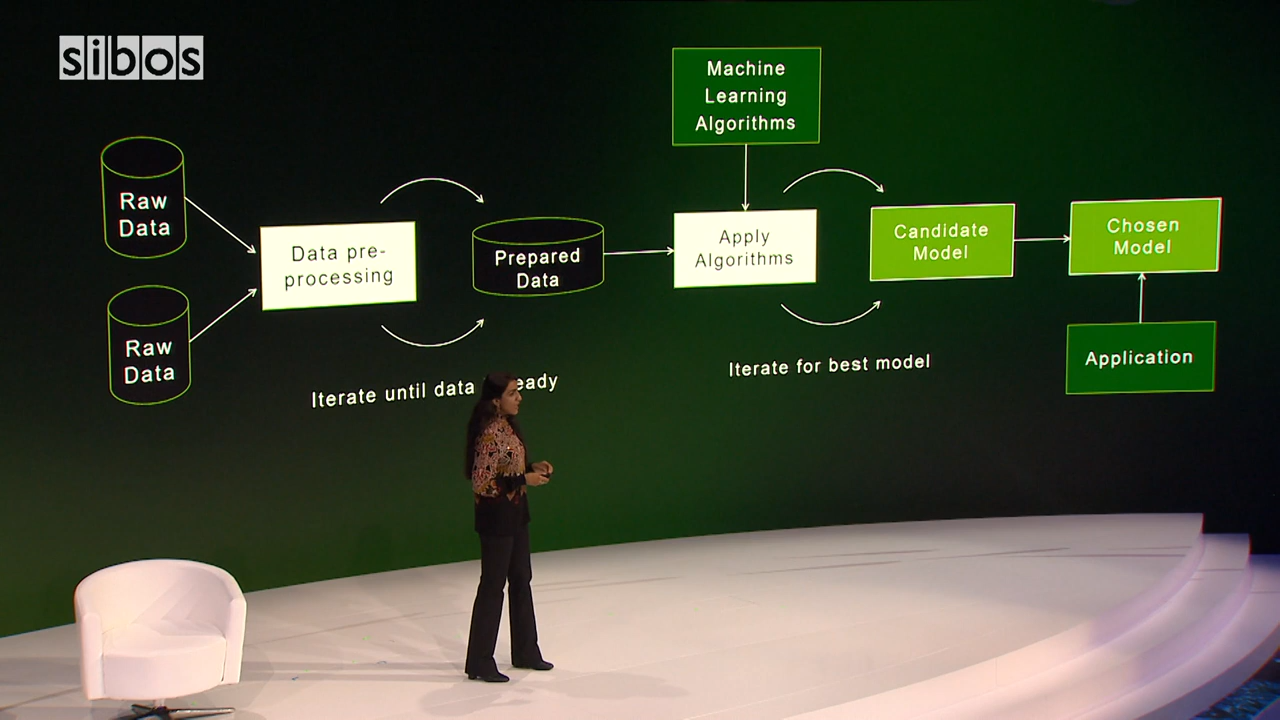 sibos
Machine
Learning
Algorithms
Raw
Data
Data pre-
processing
Prepared
Data
Apply
Algorithms
Candidate
Model
Chosen
Model
Raw
Data
Application
Iterate until data
Iterate for best model